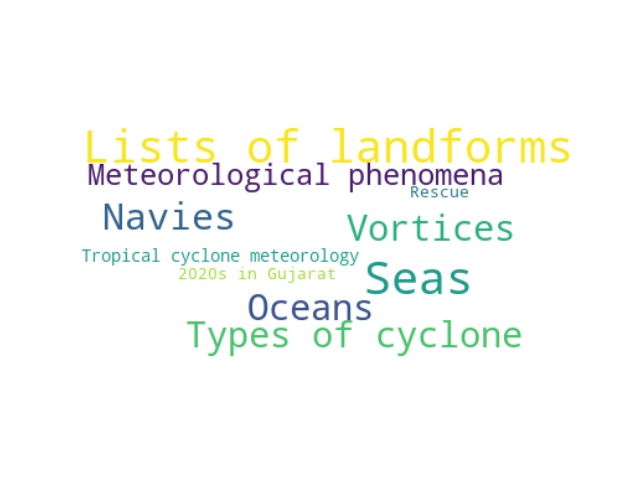 Lists of landforms
Meteorological phenomena
Rescue
Navies
Vortices
Tropical cyclone meteorology
2020s in Gujarat
Seas
Oceans
Types of cyclone